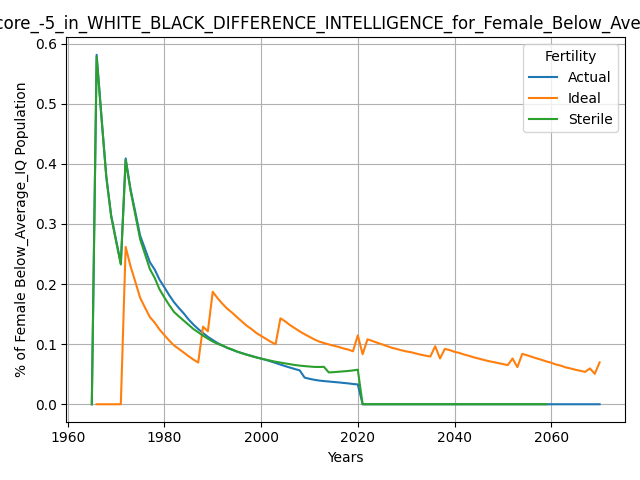 core_-5_in_WHITE_BLACK_DIFFERENCE_INTELLIGENCE_for_Female_Below_Ave
0.6
0.5
0.4
0.3
0.2
0.1
0.0
% of Female Below_Average_IQ Population
Fertility
Actual
Ideal
Sterile
1960 1980 2000 2020 2040 2060
Years